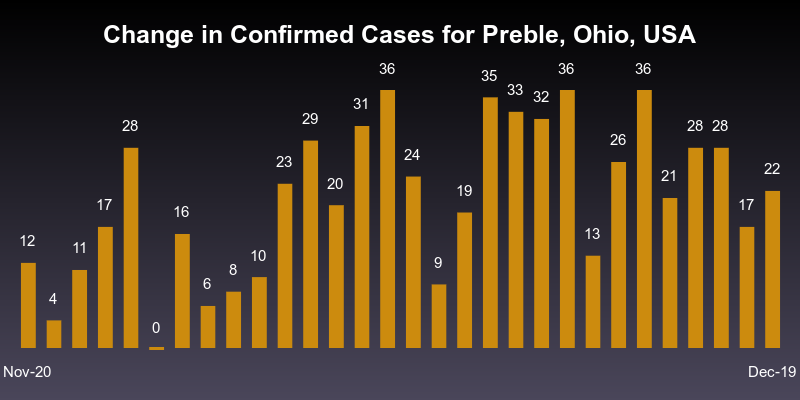 Change in Confirmed Cases for Preble, Ohio, USA
12 4 11 17 28 0 16 6 8 10 23 29 20 31 36 24 9 19 35 33 32 36 13 26 36 21 28 28 17 22
Nov-20 Dec-19